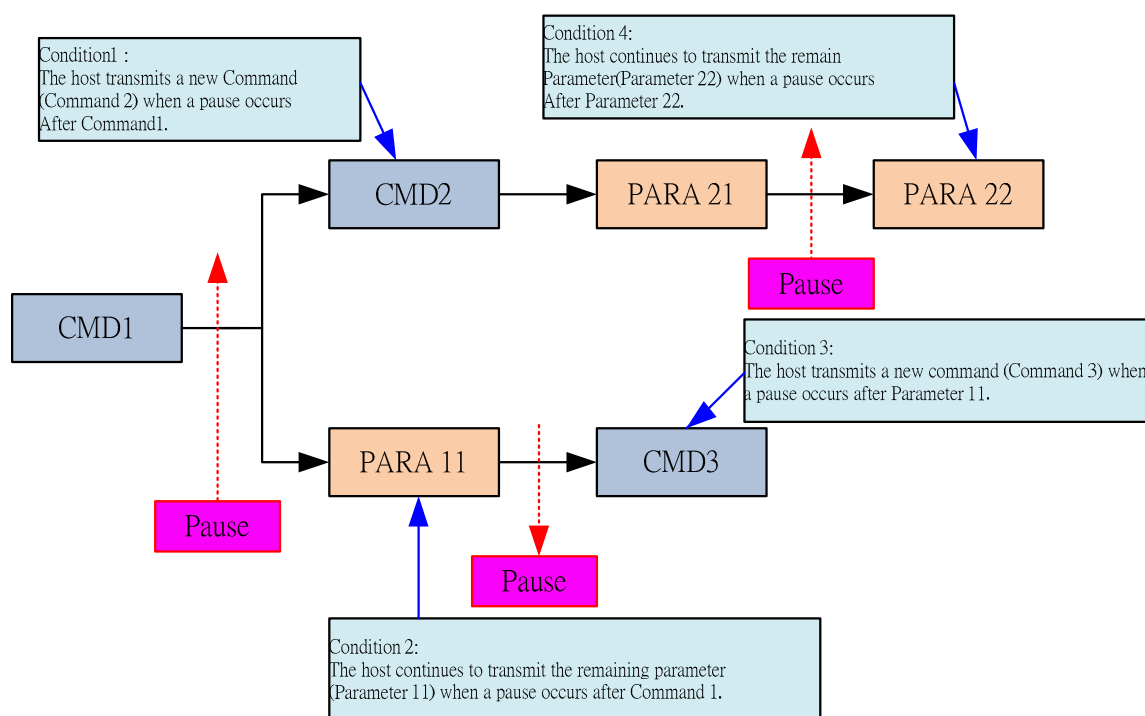 Condition1 :
The host transmits a new Command
(Command 2) when a pause occurs
After Command1.
Condition 4:
The host continues to transmit the remain
Parameter(Parameter 22) when a pause occurs
After Parameter 22.
CMD2
PARA 21
PARA 22
Pause
CMD1
Condition 3:
The host transmits a new command (Command 3) when
a pause occurs after Parameter 11.
PARA 11
CMD3
Pause
Pause
Condition 2:
The host continues to transmit the remaining parameter
(Parameter 11) when a pause occurs after Command 1.